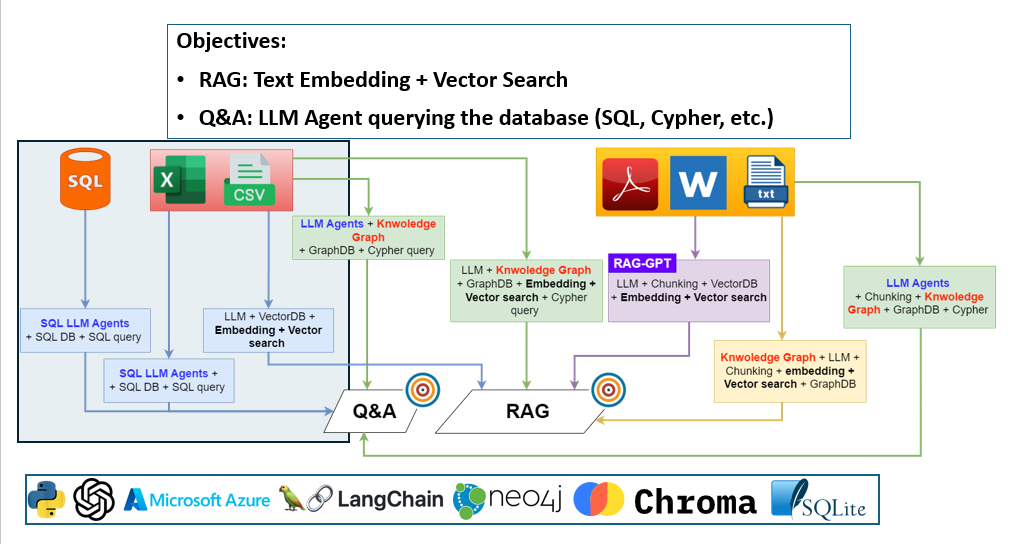 Objectives:
• RAG: Text Embedding + Vector Search
• Q&A: LLM Agent querying the database (SQL, Cypher, etc.)
SQL
X
CSV
W
txt
LLM Agents + Knwoledge
Graph
+ GraphDB + Cypher query
LLM + Knwoledge Graph
+ GraphDB + Embedding +
Vector search + Cypher
query
RAG-GPT
LLM + Chunking + VectorDB
+ Embedding + Vector search
LLM Agents
+ Chunking + Knwoledge
Graph + GraphDB + Cypher
SQL LLM Agents
+ SQL DB + SQL query
LLM + VectorDB +
Embedding + Vector
search
SQL LLM Agents +
+ SQL DB + SQL query
Knwoledge Graph + LLM +
Chunking + embedding +
Vector search + GraphDB
Q&A
RAG
Microsoft Azure
LangChain
neo4j
Chroma
SQLite